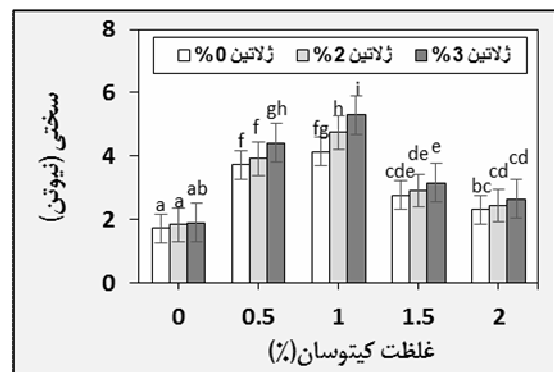 8
6
4
2
0
%0 ژلاتین %2 ژلاتین %3 ژلاتین
سختی (نیوتن)
a a ab
f f gh
fg h i
cde de e
bc cd cd
0 0.5 1 1.5 2
غلظت کیتوسان(٪)